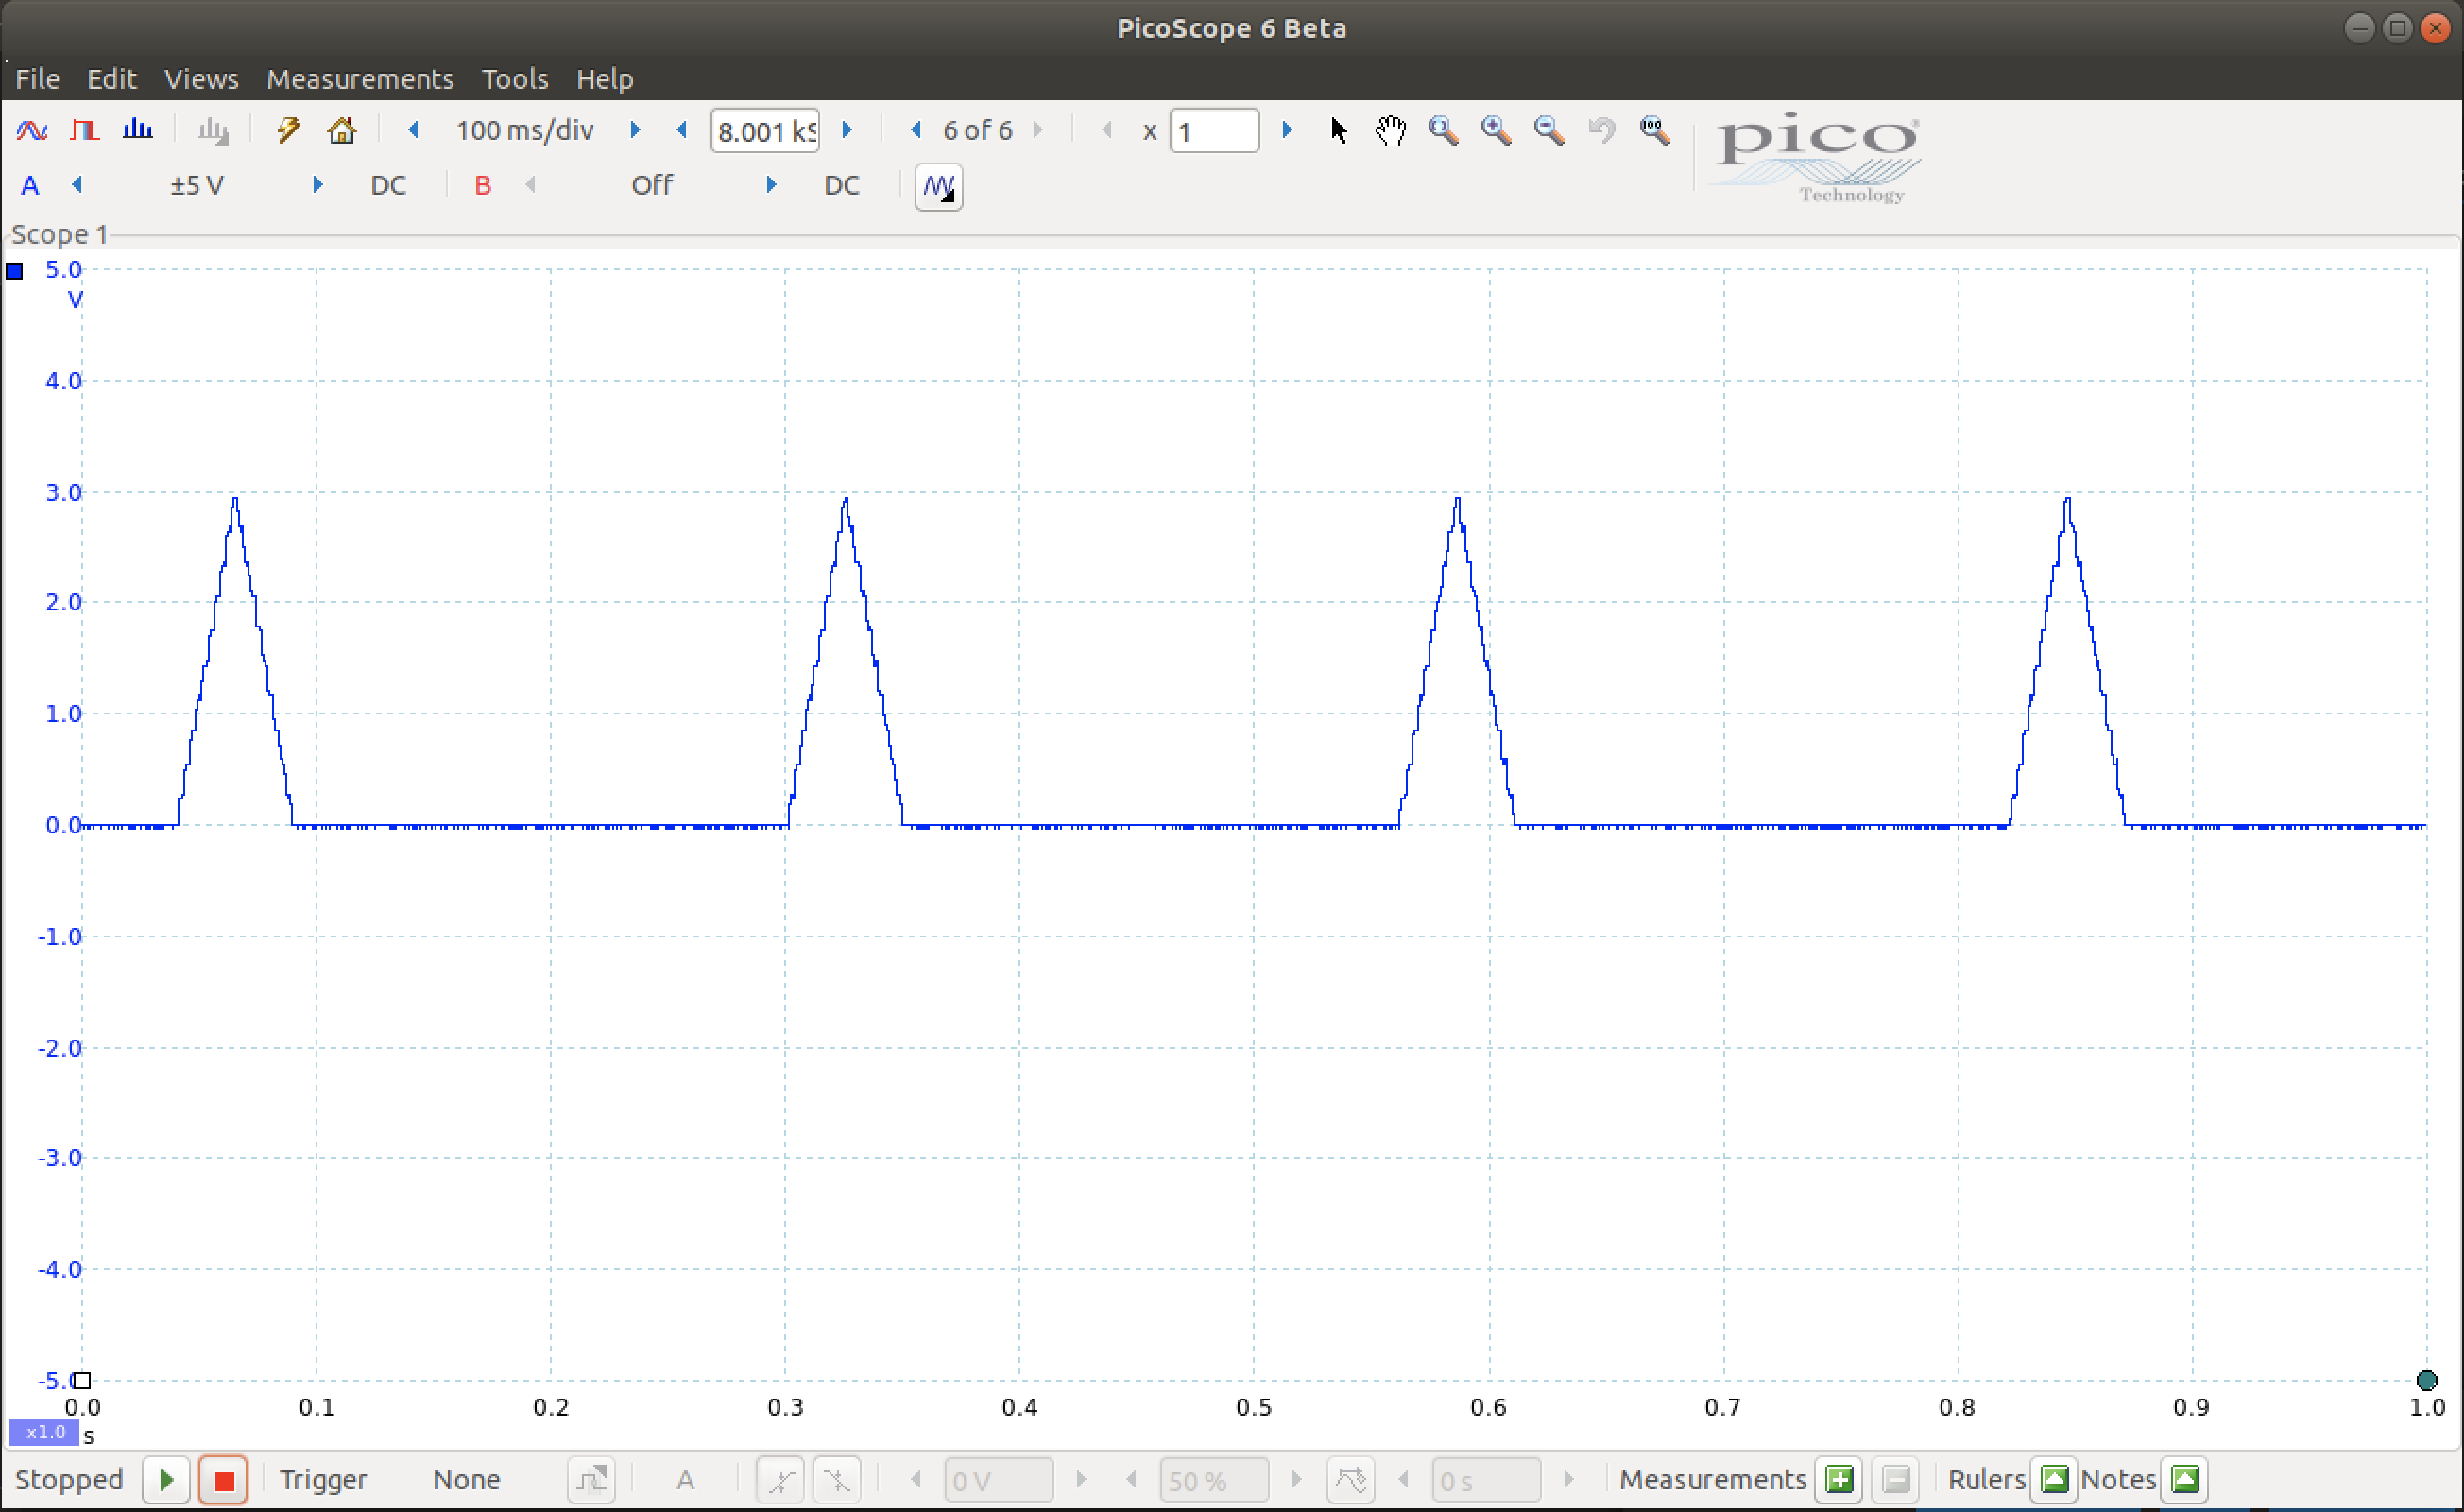 PicoScope 6 Beta
File Edit Views Measurements Tools Help
100 ms/div 8.001 kS 6 of 6 x 1
pico
Technology
A ±5 V DC B Off DC
Scope 1
5.0
V
4.0
3.0
2.0
1.0
0.0
-1.0
-2.0
-3.0
-4.0
-5.0
0.0 0.1 0.2 0.3 0.4 0.5 0.6 0.7 0.8 0.9 1.0
x1.0 s
Stopped Trigger None A 0 V 50 % 0 s Measurements Rulers Notes